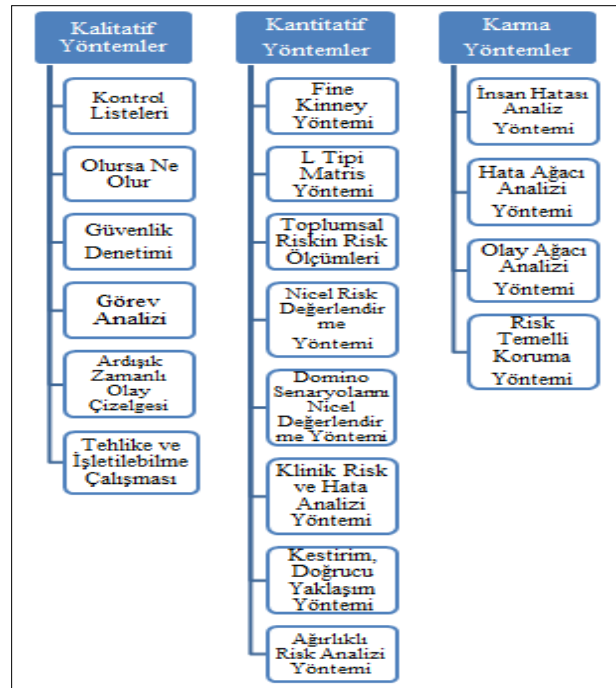 Kalitatif
Yöntemler
Kontrol
Listeleri
Olursa Ne
Olur
Güvenlik
Denetimi
Görev
Analizi
Ardışık
Zamanlı
Olay
Çizelgesi
Tehlike ve
İşletilebilme
Çalışması
Kantitatif
Yöntemler
Fine
Kinney
Yöntemi
L Tipi
Matris
Yöntemi
Toplumsal
Riskin Risk
Ölçümleri
Nicel Risk
Değerlendir
me
Yöntemi
Domino
Senaryolarını
Nicel
Değerlendir
me Yöntemi
Klinik Risk
ve Hata
Analizi
Yöntemi
Kestirim,
Doğrucu
Yaklaşım
Yöntemi
Ağırlıklı
Risk Analizi
Yöntemi
Karma
Yöntemler
İnsan Hatası
Analiz
Yöntemi
Hata Ağacı
Analizi
Yöntemi
Olay Ağacı
Analizi
Yöntemi
Risk
Temelli
Koruma
Yöntemi